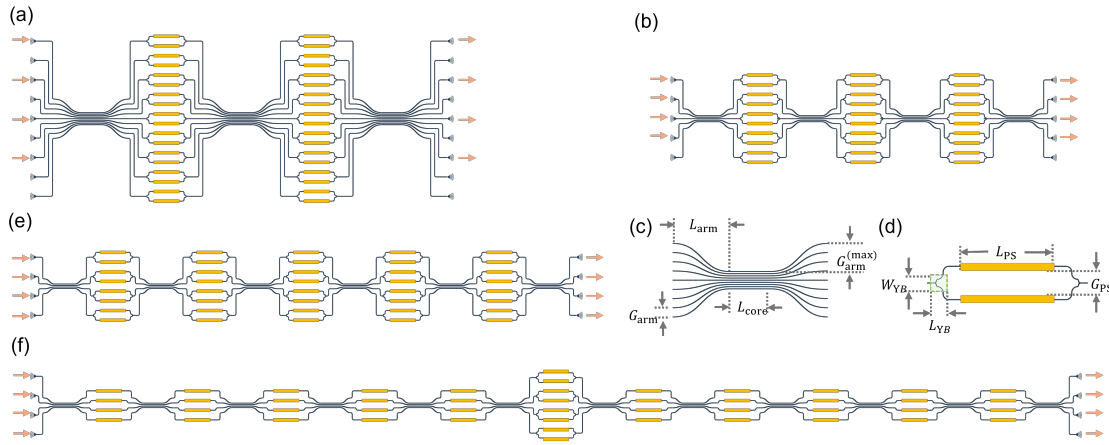 (a)
(b)
(e)
(c)
L_arm
G_arm^(max)
G_arm
L_core
(d)
L_PS
W_YB
G_PS
L_YB
(f)